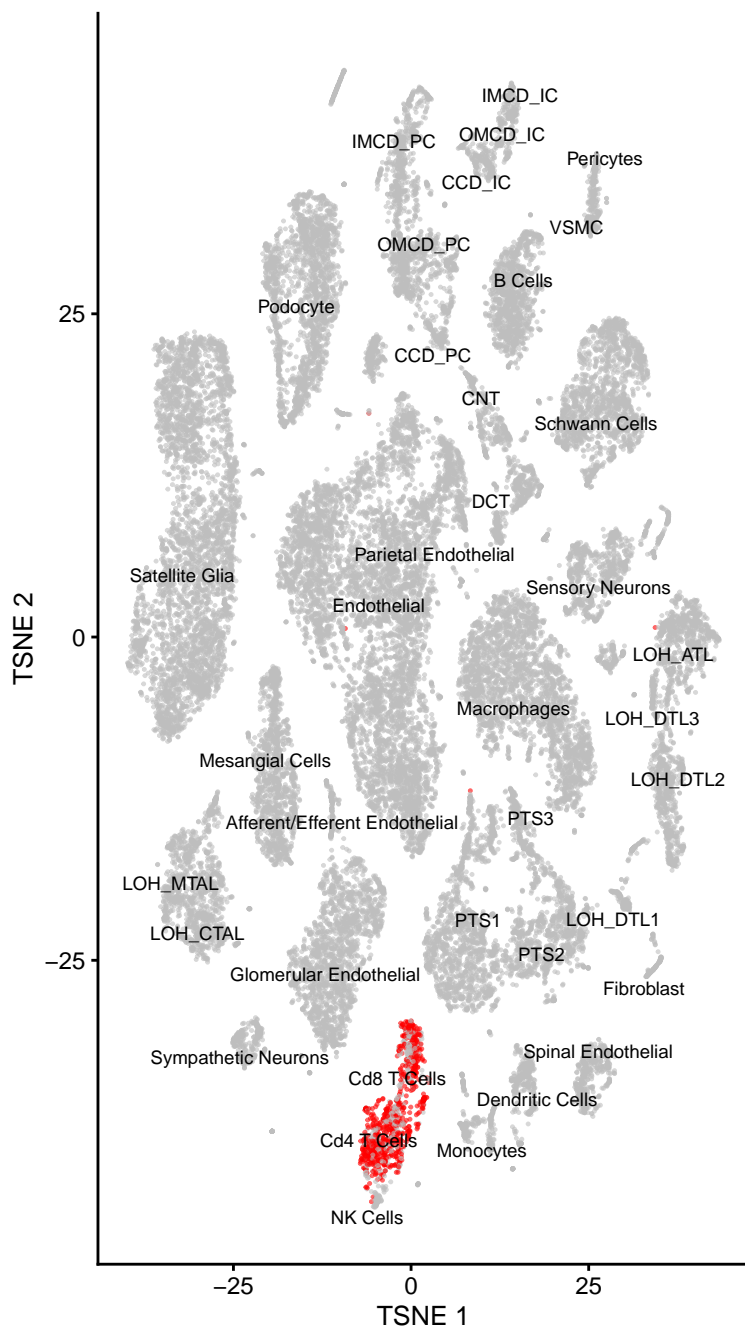 IMCD_IC
IMCD_PC
OMCD_IC
Pericytes
CCD_IC
VSMC
OMCD_PC
B Cells
Podocyte
25
CCD_PC
CNT
Schwann Cells
DCT
Parietal Endothelial
Satellite Glia
Sensory Neurons
Endothelial
0
LOH_ATL
TSNE 2
Macrophages
LOH_DTL3
Mesangial Cells
LOH_DTL2
Afferent/Efferent Endothelial
PTS3
LOH_MTAL
PTS1
LOH_DTL1
LOH_CTAL
PTS2
−25
Glomerular Endothelial
Fibroblast
Sympathetic Neurons
Spinal Endothelial
Cd8 T Cells
Dendritic Cells
Cd4 T Cells
Monocytes
NK Cells
−25 0 25
TSNE 1